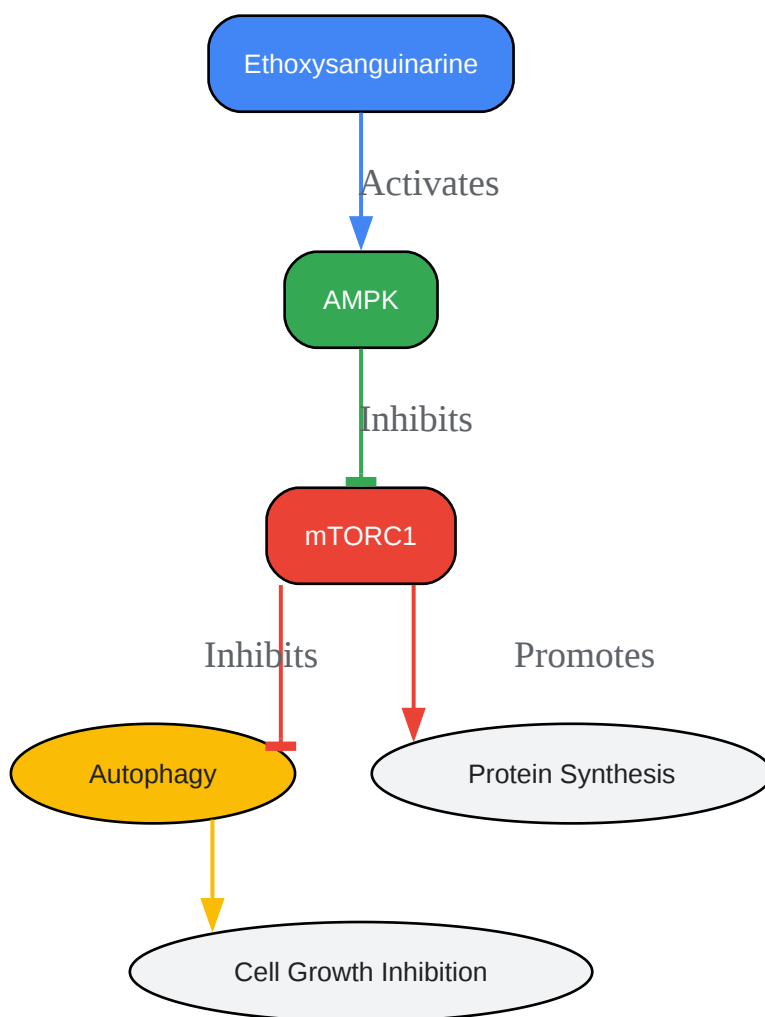 Ethoxysanguinarine
Activates
AMPK
Inhibits
mTORC1
Inhibits
Promotes
Autophagy
Protein Synthesis
Cell Growth Inhibition